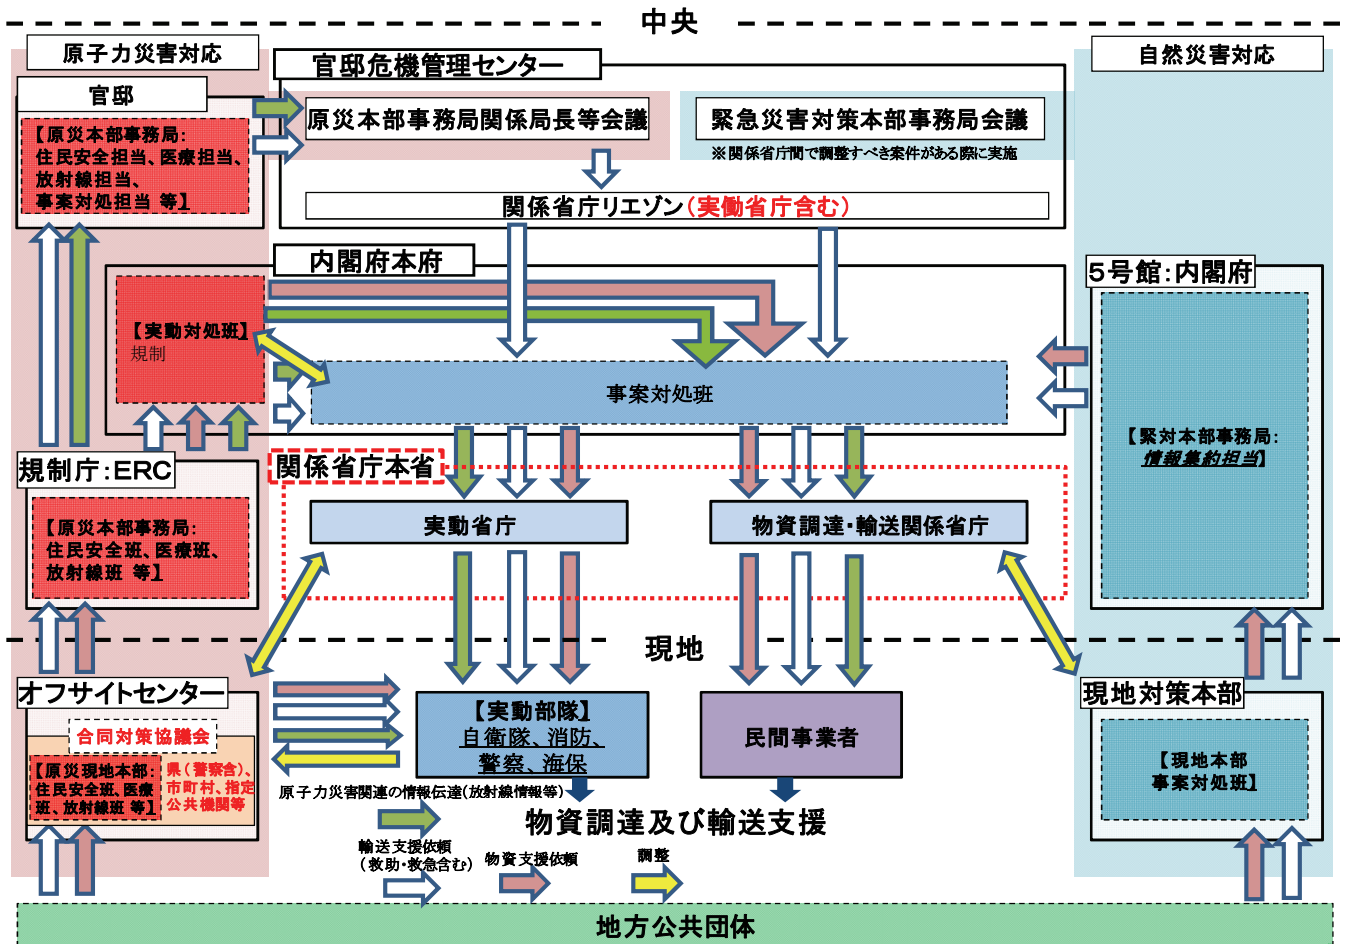 中央
原子力災害対応
官邸危機管理センター
自然災害対応
官邸
【原災本部事務局：
住民安全担当、医療担当、
放射線担当、
事案対処担当 等】
原災本部事務局関係局長等会議
緊急災害対策本部事務局会議
※関係省庁間で調整すべき案件がある際に実施
関係省庁リエゾン（実働省庁含む）
内閣府本府
【実動対処班】
規制
事案対処班
５号館：内閣府
【緊対本部事務局：
情報集約担当】
関係省庁本省
規制庁：ERC
【原災本部事務局：
住民安全班、医療班、
放射線班 等】
実動省庁
物資調達・輸送関係省庁
現地
オフサイトセンター
合同対策協議会
【原災現地本部：
住民安全班、医療
班、放射線班 等】
県（警察含）、
市町村、指定
公共機関等
【実動部隊】
自衛隊、消防、
警察、海保
民間事業者
現地対策本部
【現地本部
事案対処班】
原子力災害関連の情報伝達（放射線情報等）
物資調達及び輸送支援
輸送支援依頼
（救助・救急含む）
物資支援依頼
調整
地方公共団体